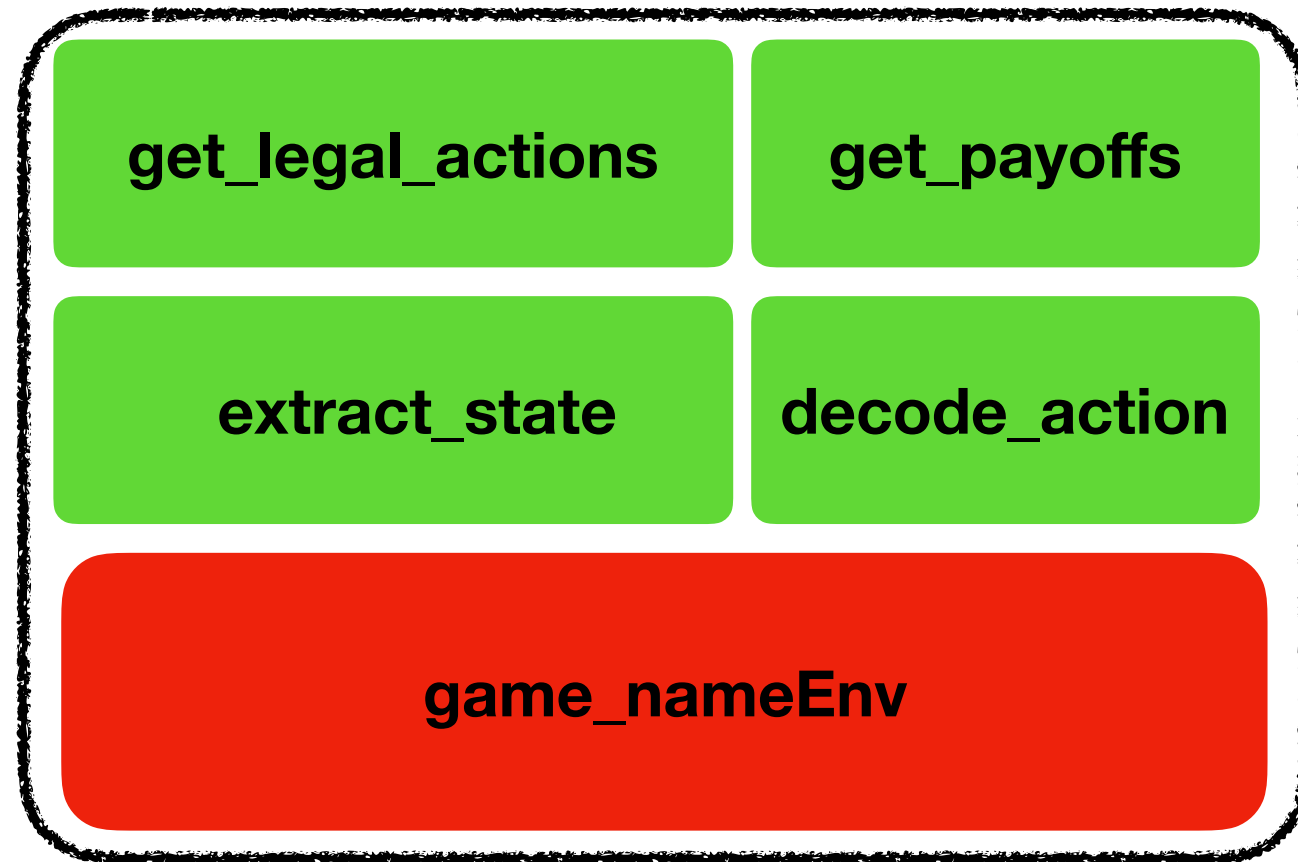 get_legal_actions
get_payoffs
extract_state
decode_action
game_nameEnv